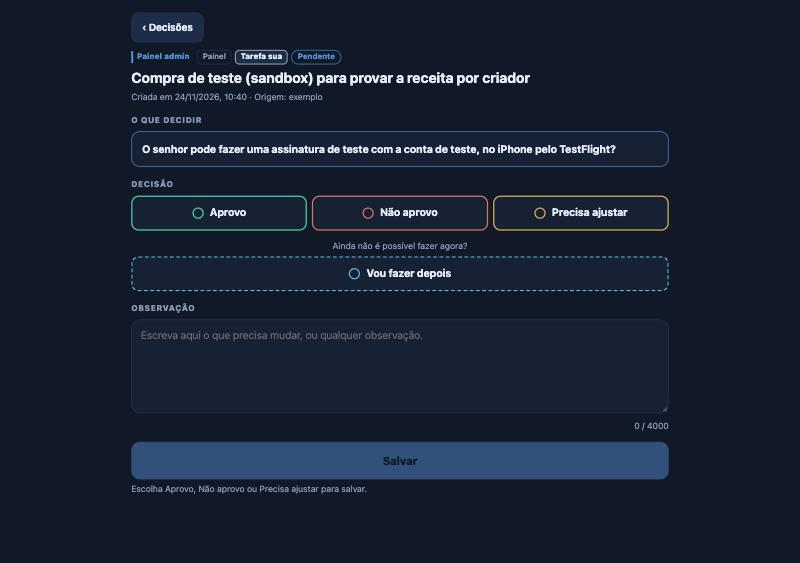 ‹ Decisões
Painel admin Painel Tarefa sua Pendente
Compra de teste (sandbox) para provar a receita por criador
Criada em 24/11/2026, 10:40 · Origem: exemplo
O QUE DECIDIR
O senhor pode fazer uma assinatura de teste com a conta de teste, no iPhone pelo TestFlight?
DECISÃO
Aprovo Não aprovo Precisa ajustar
Ainda não é possível fazer agora?
Vou fazer depois
OBSERVAÇÃO
Escreva aqui o que precisa mudar, ou qualquer observação.
0 / 4000
Salvar
Escolha Aprovo, Não aprovo ou Precisa ajustar para salvar.